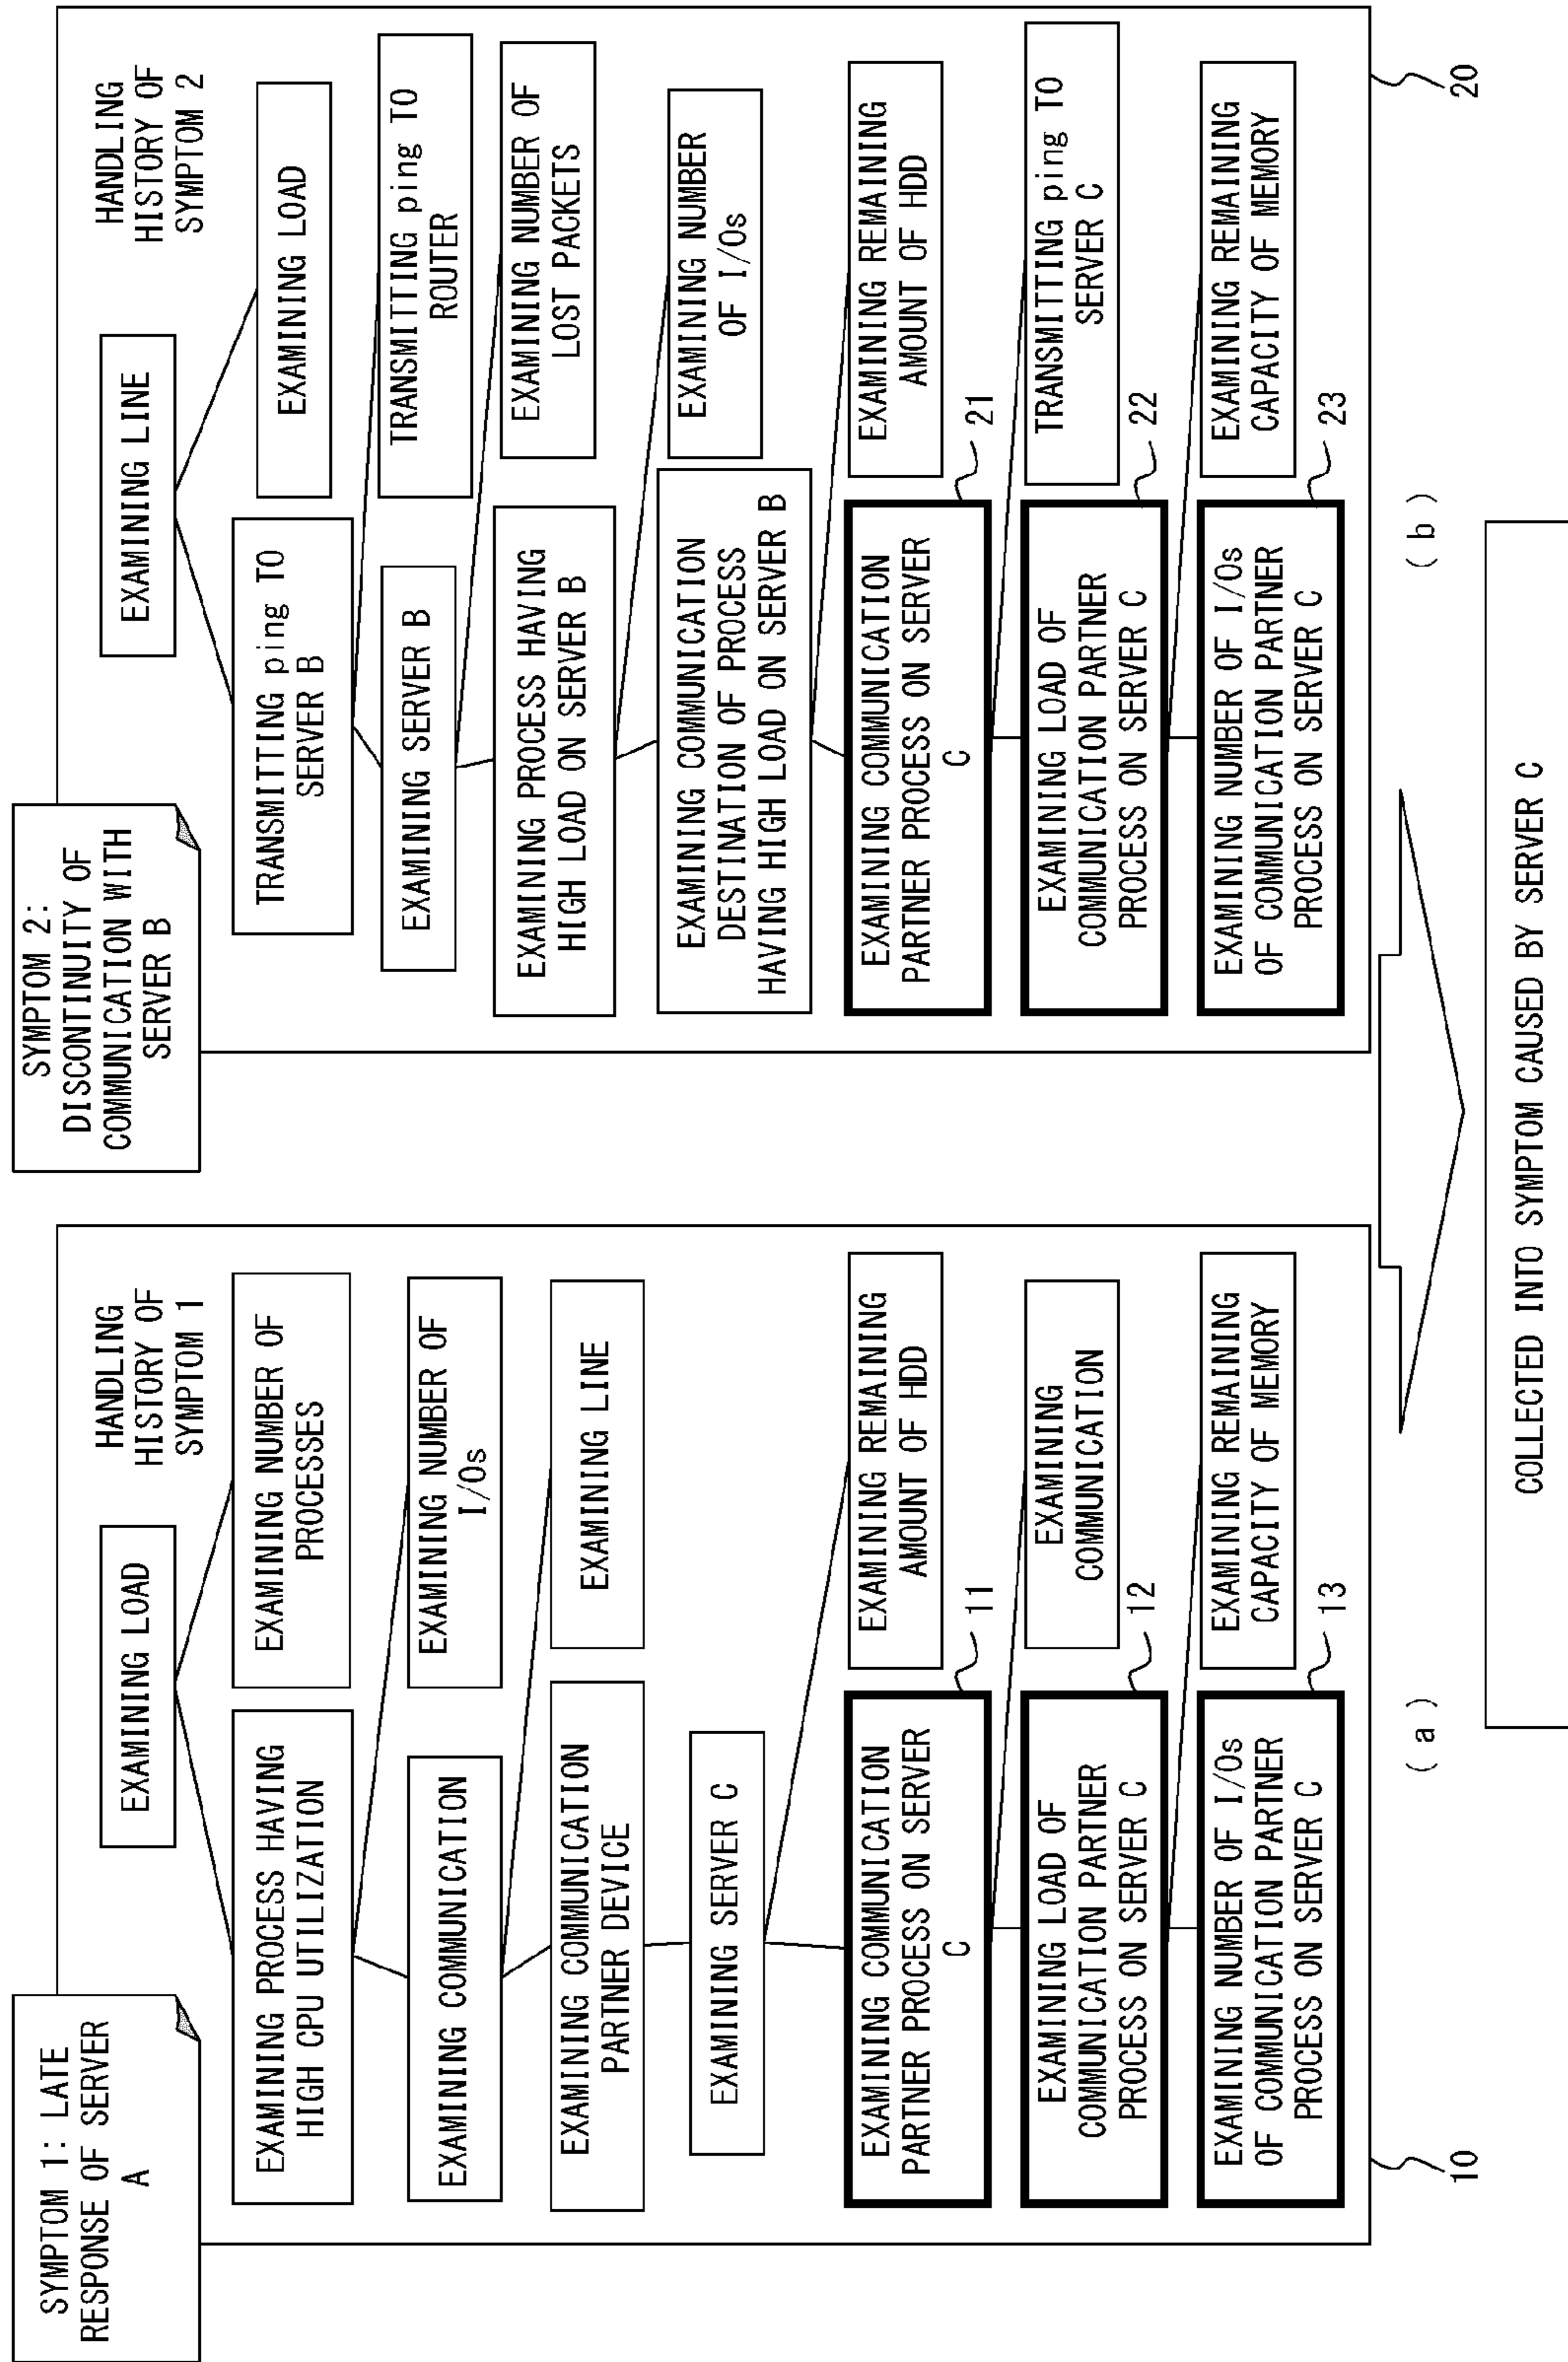 SYMPTOM 1: LATE
RESPONSE OF SERVER
A
HANDLING
HISTORY OF
SYMPTOM 1
EXAMINING LOAD
EXAMINING PROCESS HAVING
HIGH CPU UTILIZATION
EXAMINING NUMBER OF
PROCESSES
EXAMINING COMMUNICATION
EXAMINING NUMBER OF
I/Os
EXAMINING COMMUNICATION
PARTNER DEVICE
EXAMINING LINE
EXAMINING SERVER C
EXAMINING COMMUNICATION
PARTNER PROCESS ON SERVER
C
11
EXAMINING REMAINING
AMOUNT OF HDD
EXAMINING LOAD OF
COMMUNICATION PARTNER
PROCESS ON SERVER C
12
EXAMINING
COMMUNICATION
EXAMINING NUMBER OF I/Os
OF COMMUNICATION PARTNER
PROCESS ON SERVER C
13
EXAMINING REMAINING
CAPACITY OF MEMORY
10
(a)
SYMPTOM 2:
DISCONTINUITY OF
COMMUNICATION WITH
SERVER B
HANDLING
HISTORY OF
SYMPTOM 2
EXAMINING LINE
TRANSMITTING ping TO
SERVER B
EXAMINING LOAD
EXAMINING SERVER B
TRANSMITTING ping TO
ROUTER
EXAMINING PROCESS HAVING
HIGH LOAD ON SERVER B
EXAMINING NUMBER OF
LOST PACKETS
EXAMINING COMMUNICATION
DESTINATION OF PROCESS
HAVING HIGH LOAD ON SERVER B
EXAMINING NUMBER
OF I/Os
EXAMINING COMMUNICATION
PARTNER PROCESS ON SERVER
C
21
EXAMINING REMAINING
AMOUNT OF HDD
EXAMINING LOAD OF
COMMUNICATION PARTNER
PROCESS ON SERVER C
22
TRANSMITTING ping TO
SERVER C
EXAMINING NUMBER OF I/Os
OF COMMUNICATION PARTNER
PROCESS ON SERVER C
23
EXAMINING REMAINING
CAPACITY OF MEMORY
20
(b)
COLLECTED INTO SYMPTOM CAUSED BY SERVER C